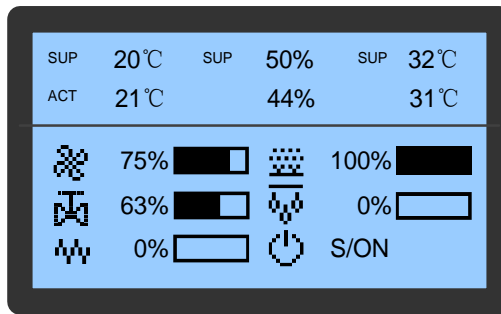 SUP 20℃ SUP 50% SUP 32℃
ACT 21℃ 44% 31℃
75% 100%
63% 0%
0% S/ON